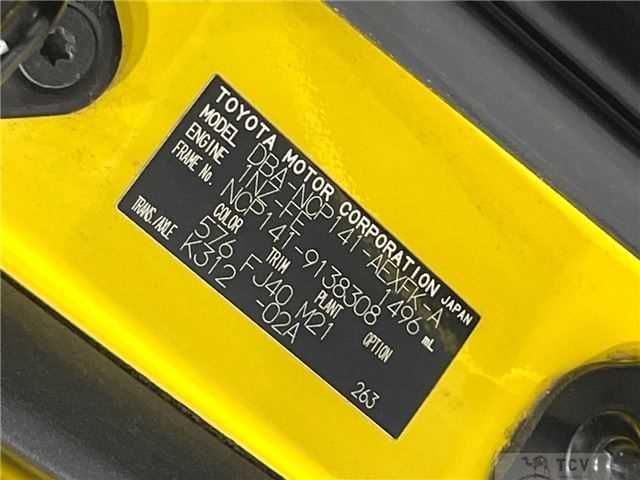 TOYOTA MOTOR CORPORATION JAPAN
MODEL DBA-NCP141-AEXFK-A
ENGINE 1NZ-FE 1496 mL
FRAME No. NCP141-9138308
COLOR TRIM PLANT OPTION
576 FJ40 M21
TRANS./AXLE K312 -02A
263
TCV